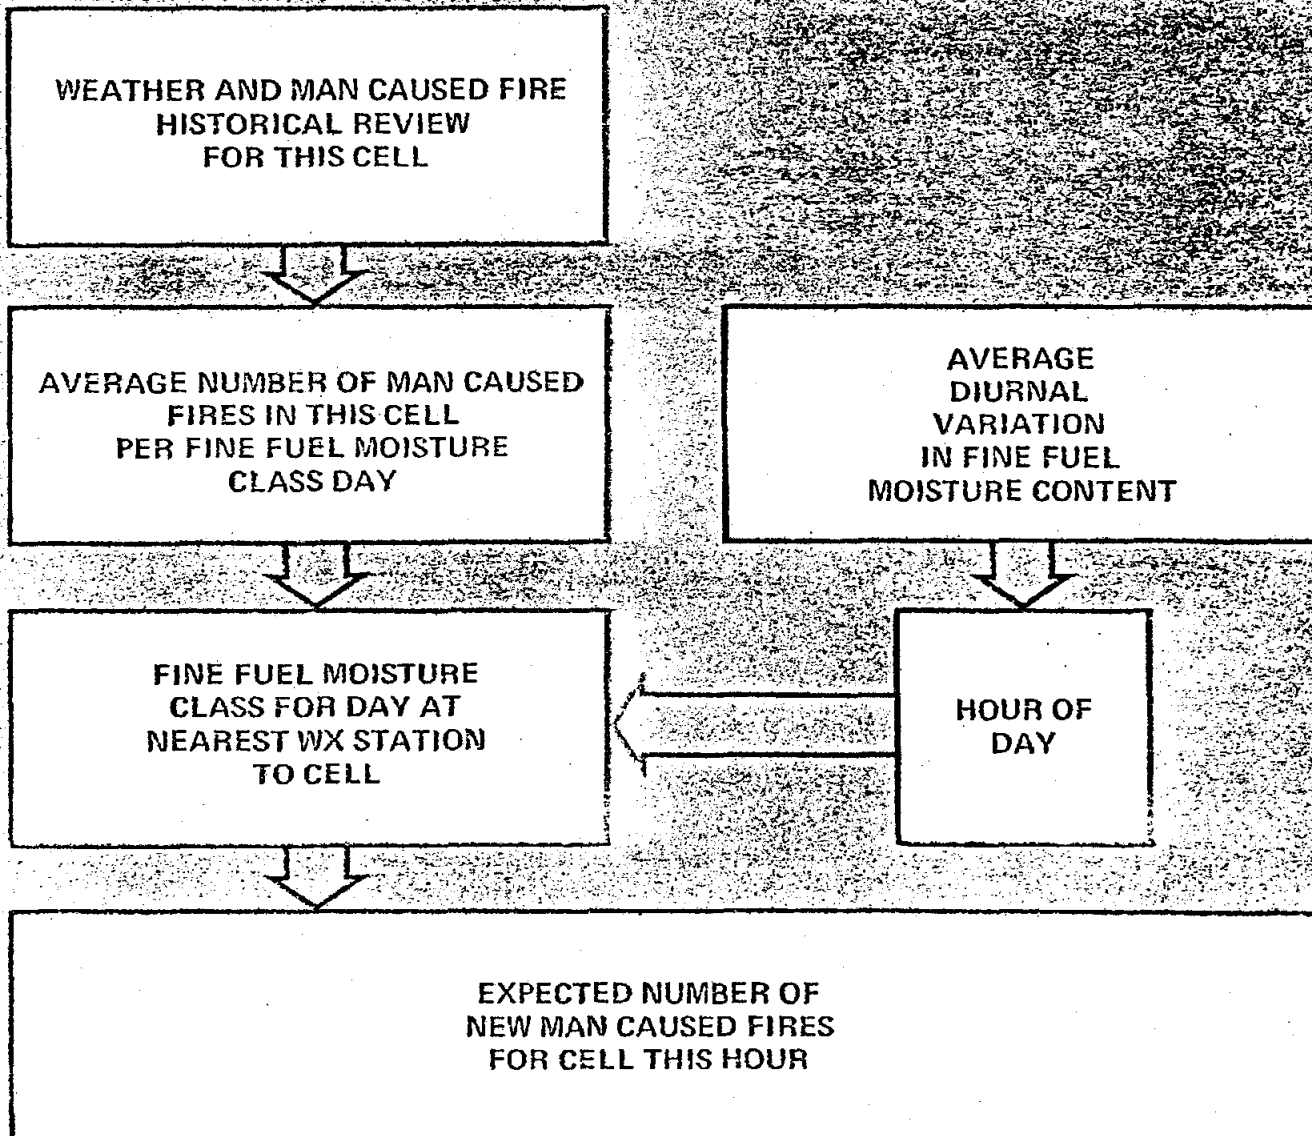 WEATHER AND MAN CAUSED FIRE
HISTORICAL REVIEW
FOR THIS CELL
AVERAGE NUMBER OF MAN CAUSED
FIRES IN THIS CELL
PER FINE FUEL MOISTURE
CLASS DAY
AVERAGE
DIURNAL
VARIATION
IN FINE FUEL
MOISTURE CONTENT
FINE FUEL MOISTURE
CLASS FOR DAY AT
NEAREST WX STATION
TO CELL
HOUR OF
DAY
EXPECTED NUMBER OF
NEW MAN CAUSED FIRES
FOR CELL THIS HOUR